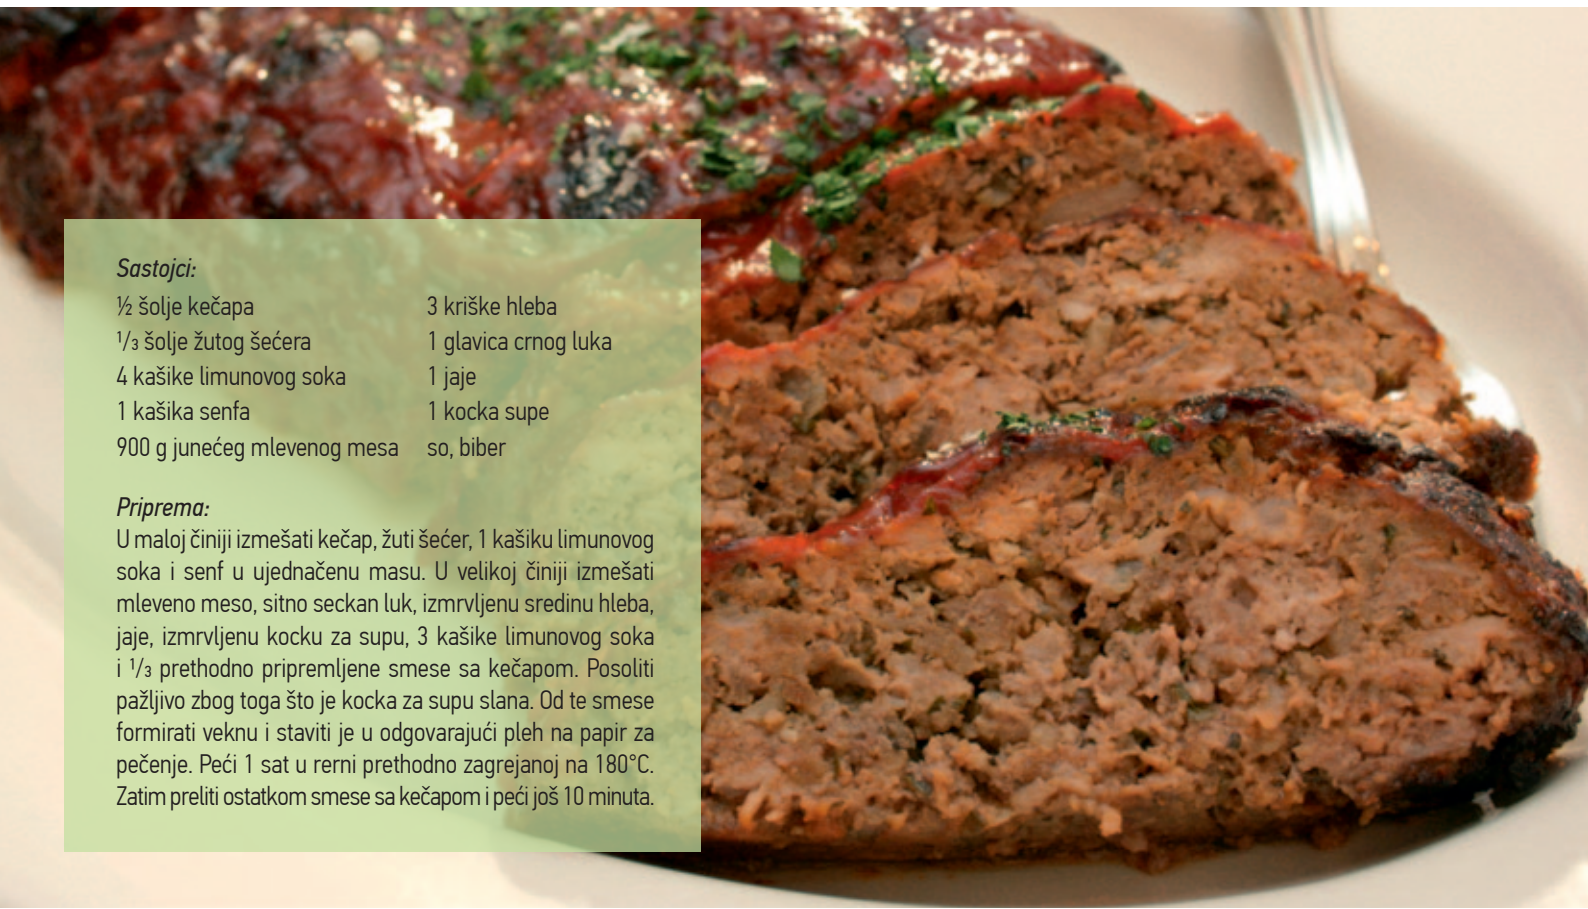 Sastojci:
½ šolje kečapa
1/3 šolje žutog šećera
4 kašike limunovog soka
1 kašika senfa
900 g junećeg mlevenog mesa
3 kriške hleba
1 glavica crnog luka
1 jaje
1 kocka supe
so, biber
Priprema:
U maloj činiji izmešati kečap, žuti šećer, 1 kašiku limunovog
soka i senf u ujednačenu masu. U velikoj činiji izmešati
mleveno meso, sitno seckan luk, izmrvljenu sredinu hleba,
jaje, izmrvljenu kocku za supu, 3 kašike limunovog soka
i 1/3 prethodno pripremljene smese sa kečapom. Posoliti
pažljivo zbog toga što je kocka za supu slana. Od te smese
formirati veknu i staviti je u odgovarajući pleh na papir za
pečenje. Peći 1 sat u rerni prethodno zagrejanoj na 180°C.
Zatim preliti ostatkom smese sa kečapom i peći još 10 minuta.